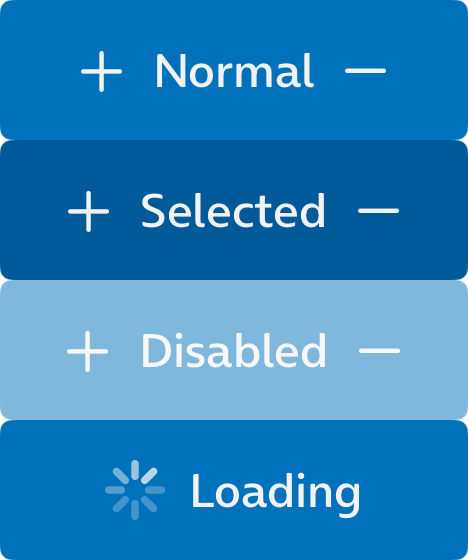 + Normal −
+ Selected −
+ Disabled −
Loading